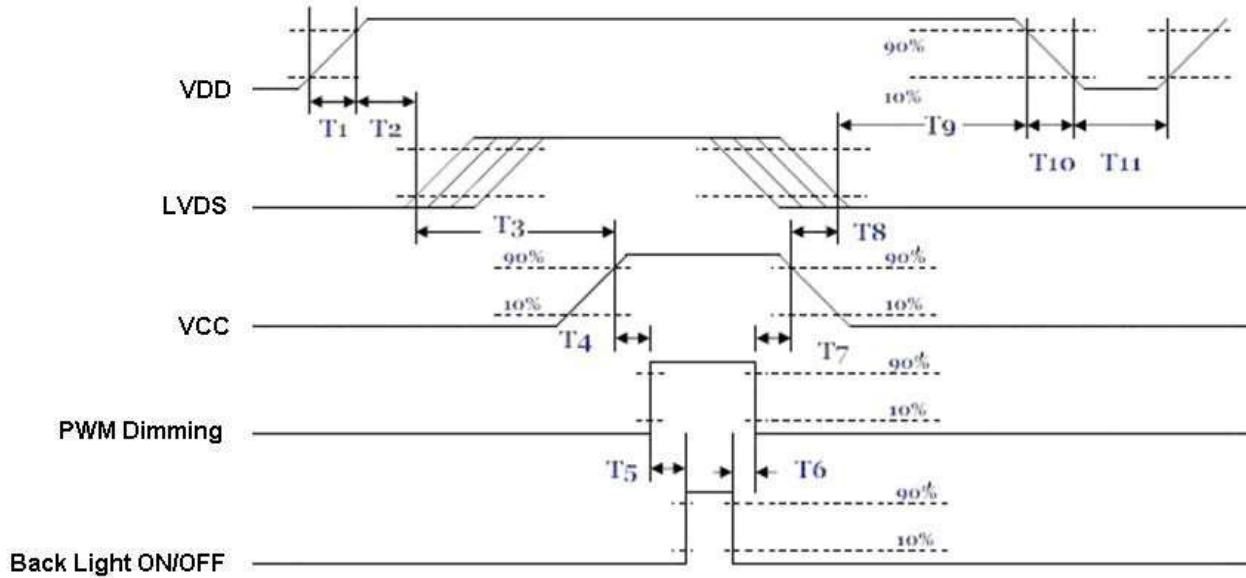 90%
VDD
10%
T1
T2
T9
T10
T11
LVDS
T3
T8
90%
90%
10%
10%
VCC
T4
T7
90%
10%
PWM Dimming
T5
T6
90%
10%
Back Light ON/OFF